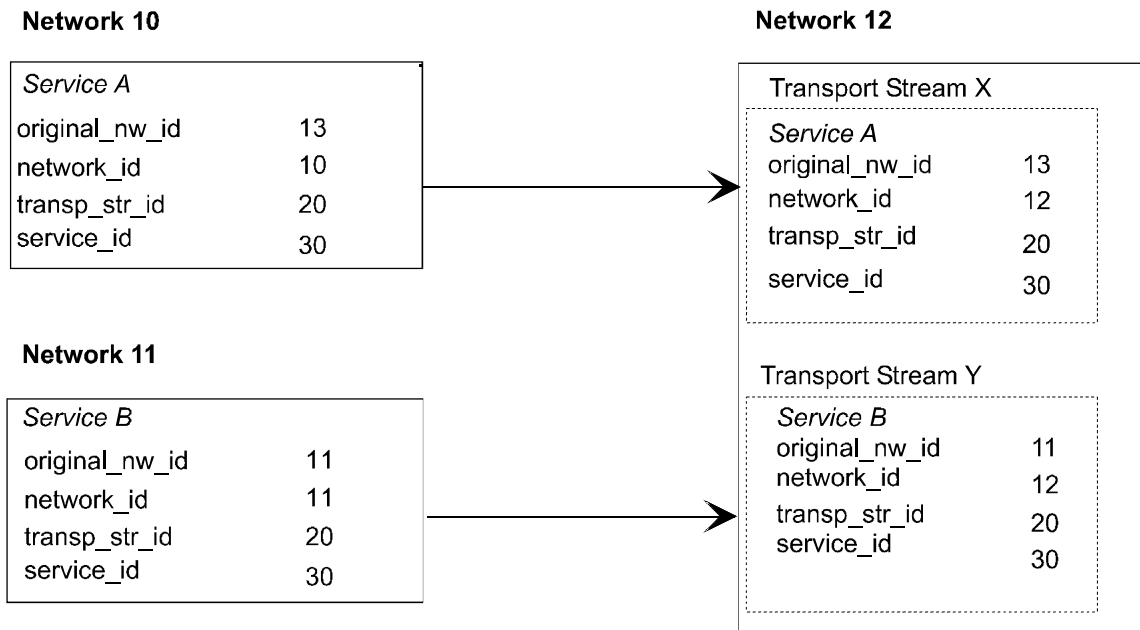 Network 10
Service A
original_nw_id 13
network_id 10
transp_str_id 20
service_id 30
Network 11
Service B
original_nw_id 11
network_id 11
transp_str_id 20
service_id 30
Network 12
Transport Stream X
Service A
original_nw_id 13
network_id 12
transp_str_id 20
service_id 30
Transport Stream Y
Service B
original_nw_id 11
network_id 12
transp_str_id 20
service_id 30